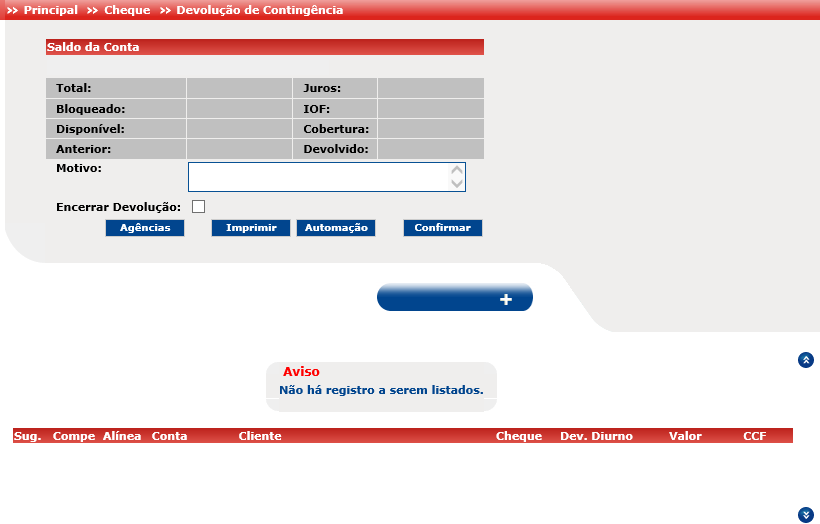 ›› Principal ›› Cheque ›› Devolução de Contingência
Saldo da Conta
Total: Juros:
Bloqueado: IOF:
Disponível: Cobertura:
Anterior: Devolvido:
Motivo:
Encerrar Devolução:
Agências Imprimir Automação Confirmar
+
Aviso
Não há registro a serem listados.
Sug. Compe Alínea Conta Cliente Cheque Dev. Diurno Valor CCF